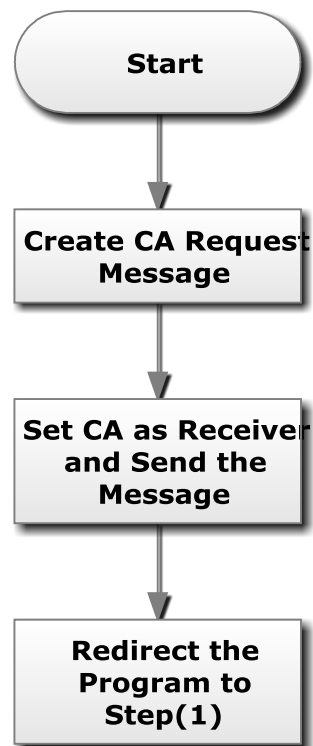 Start
Create CA Request
Message
Set CA as Receiver
and Send the
Message
Redirect the
Program to
Step(1)